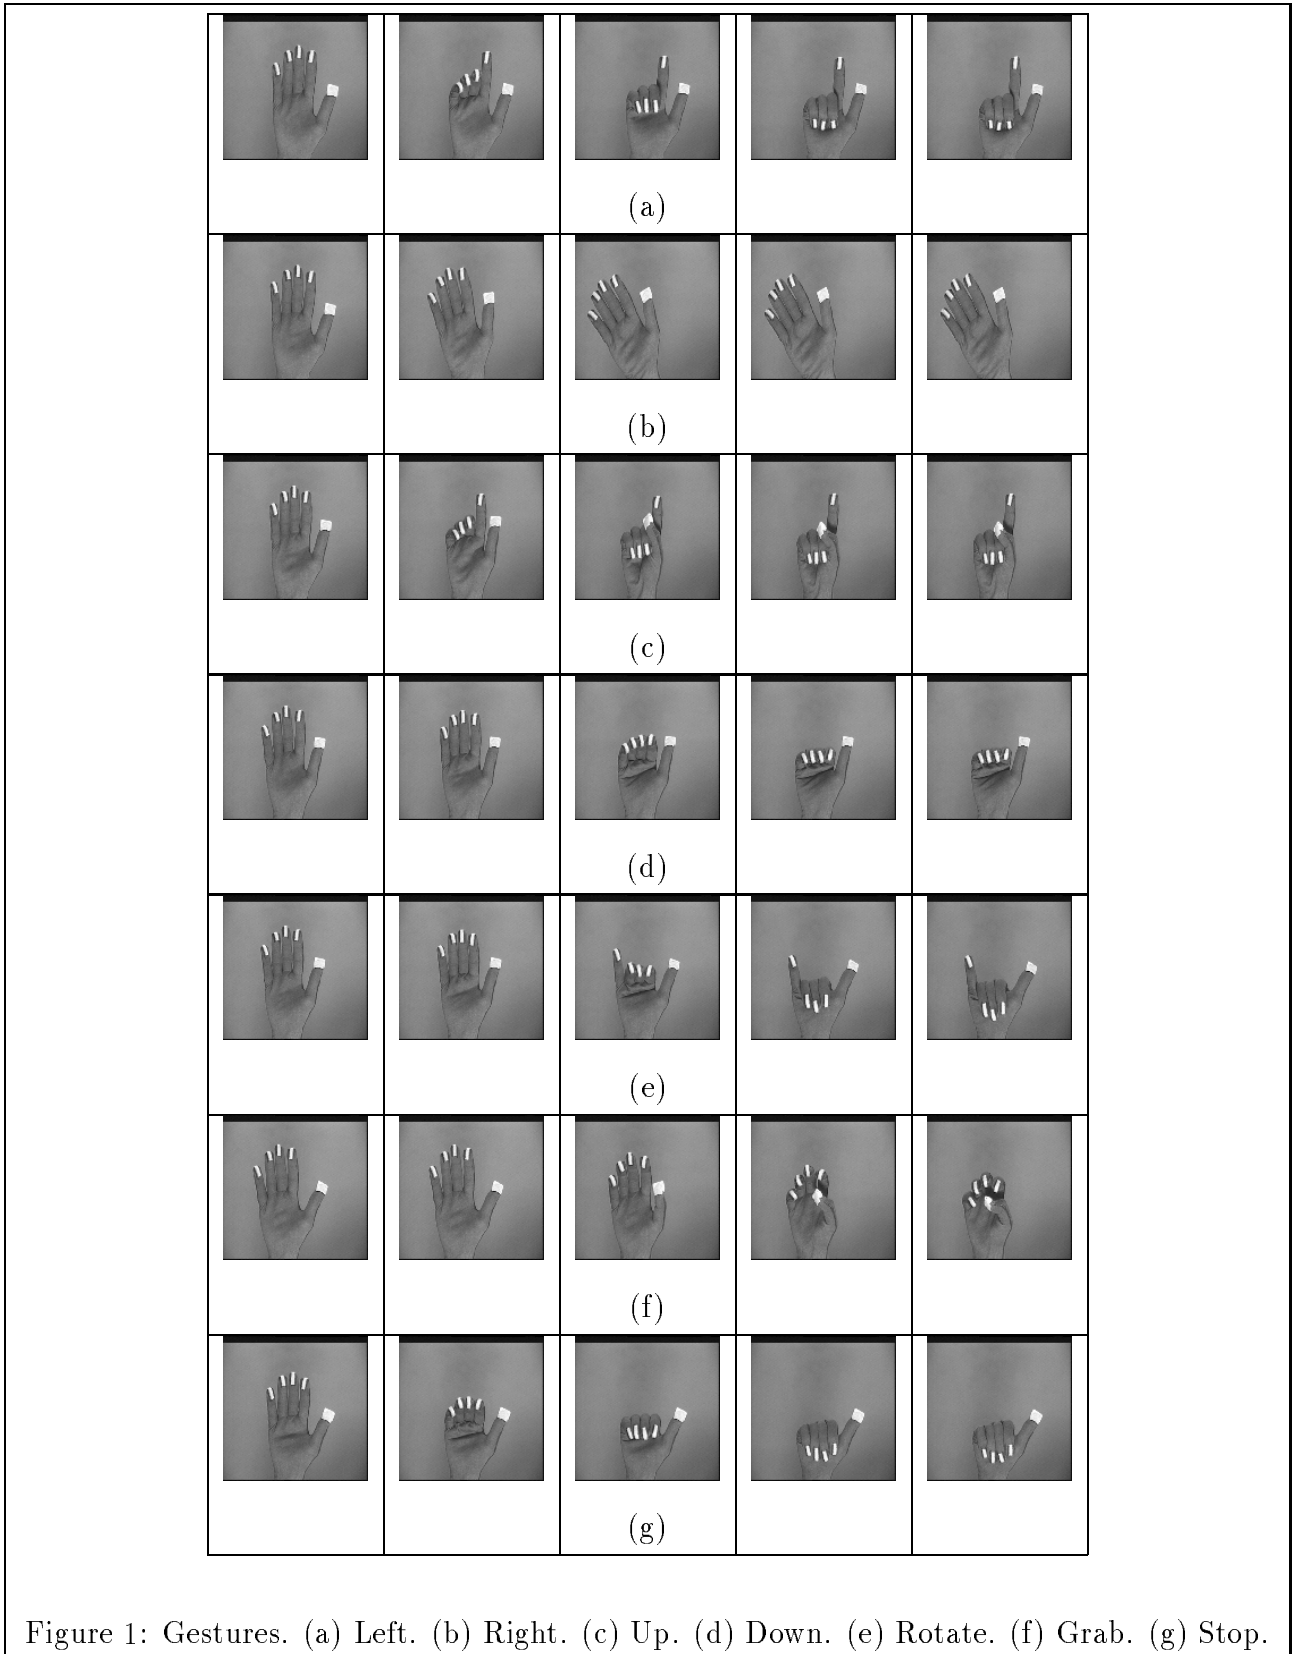 (a)
(b)
(c)
(d)
(e)
(f)
(g)
Figure 1: Gestures. (a) Left. (b) Right. (c) Up. (d) Down. (e) Rotate. (f) Grab. (g) Stop.